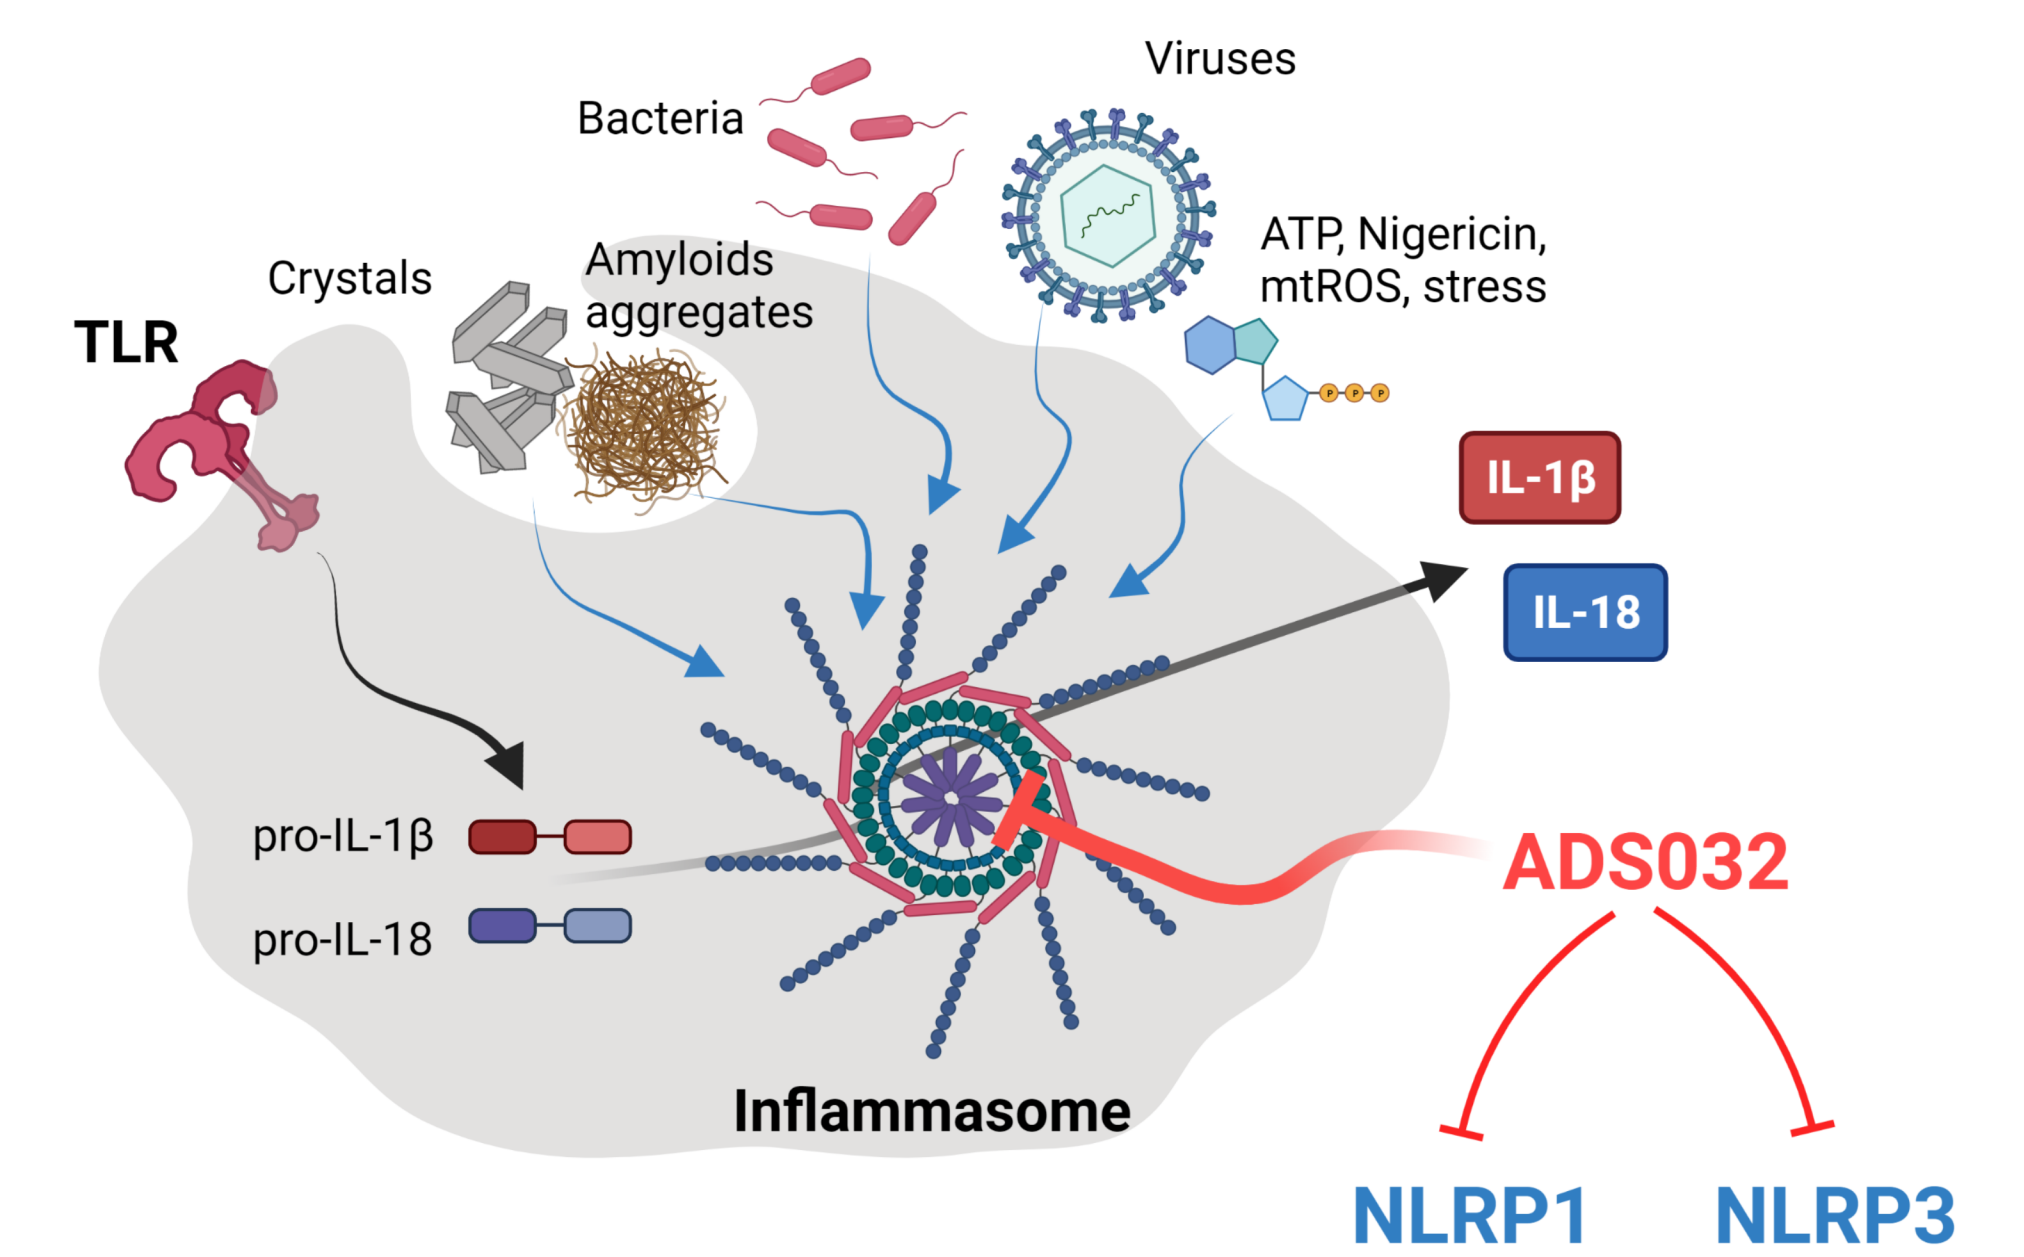 Viruses
Bacteria
ATP, Nigericin,
mtROS, stress
Amyloids
aggregates
Crystals
TLR
P P P
IL-1β
IL-18
pro-IL-1β
pro-IL-18
ADS032
Inflammasome
NLRP1
NLRP3